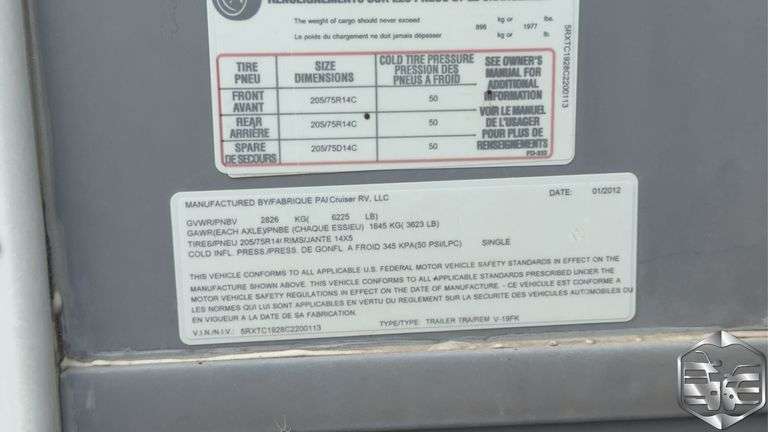 The weight of cargo should never exceed 896 kg or 1977 lbs.
Le poids du chargement ne doit jamais dépasser kg or lb.
5RXTC1928C2200113
TIRE PNEU
SIZE DIMENSIONS
COLD TIRE PRESSURE PRESSION DES PNEUS A FROID
SEE OWNER'S MANUAL FOR ADDITIONAL INFORMATION
VOIR LE MANUEL DE L'USAGER POUR PLUS DE RENSEIGNEMENTS
FRONT AVANT 205/75R14C 50
REAR ARRIÈRE 205/75R14C 50
SPARE DE SECOURS 205/75D14C 50
MANUFACTURED BY/FABRIQUE PAI Cruiser RV, LLC DATE: 01/2012
GVWR/PNBV 2826 KG( 6225 LB)
GAWR(EACH AXLE)/PNBE (CHAQUE ESSIEU) 1645 KG( 3623 LB)
TIRE6/PNEU 205/75R14( RIMS/JANTE 14X5
COLD INFL. PRESS./PRESS. DE GONFL. A FROID 345 KPA(50 PSI/LPC) SINGLE
THIS VEHICLE CONFORMS TO ALL APPLICABLE U.S. FEDERAL MOTOR VEHICLE SAFETY STANDARDS IN EFFECT ON THE
MANUFACTURE SHOWN ABOVE. THIS VEHICLE CONFORMS TO ALL APPLICABLE STANDARDS PRESCRIBED UNDER THE
MOTOR VEHICLE SAFETY REGULATIONS IN EFFECT ON THE DATE OF MANUFACTURE. - CE VEHICULE EST CONFORME A
LES NORMES QUI LUI SONT APPLICABLES EN VERTU DU REGLEMENT SUR LA SECURITE DES VEHICULES AUTOMOBILES DU
EN VIGUEUR A LA DATE DE SA FABRICATION.
V.I.N./N.I.V.: 5RXTC1928C2200113 TYPE/TYPE: TRAILER TRA/REM V-19FK